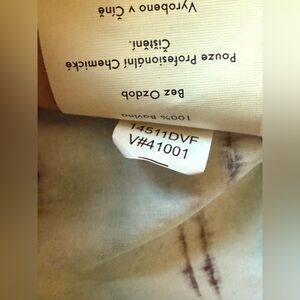 100% Bavlna
Bez Ozdob
Pouze Profesionální Chemické
Čištění.
Vyrobeno v Číně
14511DVF
V#41001